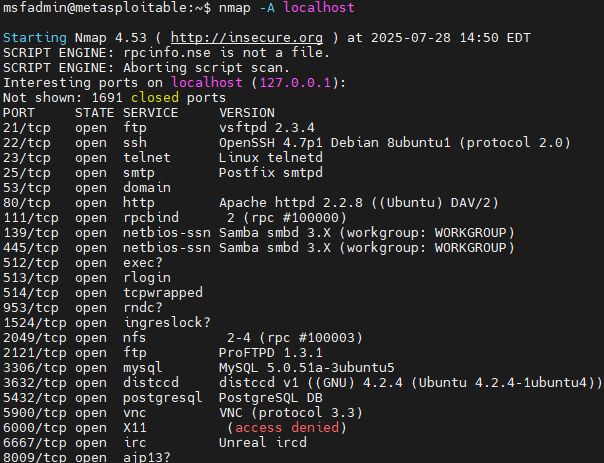 msfadmin@metasploitable:~$ nmap -A localhost
Starting Nmap 4.53 ( http://insecure.org ) at 2025-07-28 14:50 EDT
SCRIPT ENGINE: rpcinfo.nse is not a file.
SCRIPT ENGINE: Aborting script scan.
Interesting ports on localhost (127.0.0.1):
Not shown: 1691 closed ports
PORT     STATE SERVICE     VERSION
21/tcp   open  ftp         vsftpd 2.3.4
22/tcp   open  ssh         OpenSSH 4.7p1 Debian 8ubuntu1 (protocol 2.0)
23/tcp   open  telnet      Linux telnetd
25/tcp   open  smtp        Postfix smtpd
53/tcp   open  domain
80/tcp   open  http        Apache httpd 2.2.8 ((Ubuntu) DAV/2)
111/tcp  open  rpcbind      2 (rpc #100000)
139/tcp  open  netbios-ssn Samba smbd 3.X (workgroup: WORKGROUP)
445/tcp  open  netbios-ssn Samba smbd 3.X (workgroup: WORKGROUP)
512/tcp  open  exec?
513/tcp  open  rlogin
514/tcp  open  tcpwrapped
953/tcp  open  rndc?
1524/tcp open  ingreslock?
2049/tcp open  nfs          2-4 (rpc #100003)
2121/tcp open  ftp         ProFTPD 1.3.1
3306/tcp open  mysql       MySQL 5.0.51a-3ubuntu5
3632/tcp open  distccd     distccd v1 ((GNU) 4.2.4 (Ubuntu 4.2.4-1ubuntu4))
5432/tcp open  postgresql  PostgreSQL DB
5900/tcp open  vnc         VNC (protocol 3.3)
6000/tcp open  X11          (access denied)
6667/tcp open  irc         Unreal ircd
8009/tcp open  ajp13?